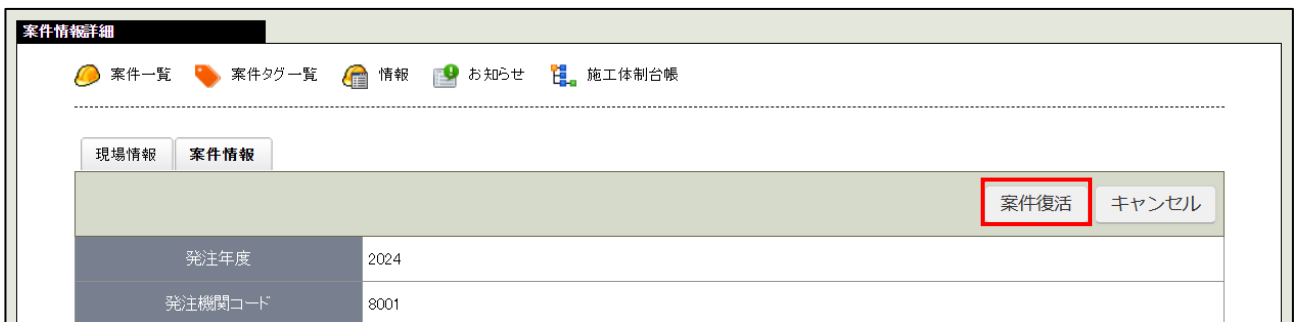 案件情報詳細
案件一覧 案件タグ一覧 情報 お知らせ 施工体制台帳
現場情報 案件情報
案件復活 キャンセル
発注年度 2024
発注機関コード 8001